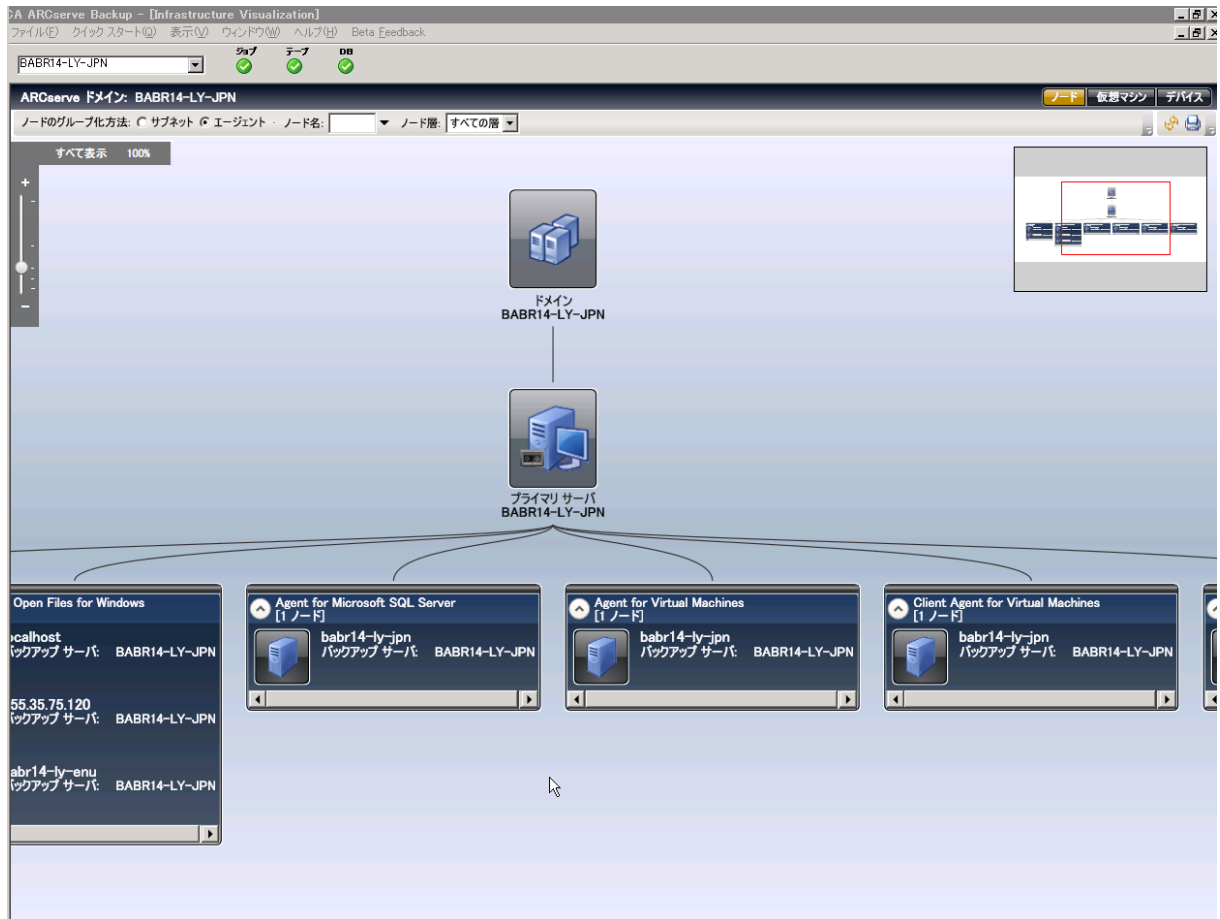 CA ARCserve Backup - [Infrastructure Visualization]
ファイル(F) クイック スタート(Q) 表示(V) ウィンドウ(W) ヘルプ(H) Beta Feedback
BABR14-LY-JPN
ジョブ テープ DB
ARCserve ドメイン: BABR14-LY-JPN
ノード 仮想マシン デバイス
ノードのグループ化方法: サブネット エージェント ノード名: ノード層: すべての層
すべて表示 100%
ドメイン
BABR14-LY-JPN
プライマリ サーバ
BABR14-LY-JPN
Open Files for Windows
ocalhost
バックアップ サーバ: BABR14-LY-JPN
55.35.75.120
バックアップ サーバ: BABR14-LY-JPN
abr14-ly-enu
バックアップ サーバ: BABR14-LY-JPN
Agent for Microsoft SQL Server
[1 ノード]
babr14-ly-jpn
バックアップ サーバ: BABR14-LY-JPN
Agent for Virtual Machines
[1 ノード]
babr14-ly-jpn
バックアップ サーバ: BABR14-LY-JPN
Client Agent for Virtual Machines
[1 ノード]
babr14-ly-jpn
バックアップ サーバ: BABR14-LY-JPN